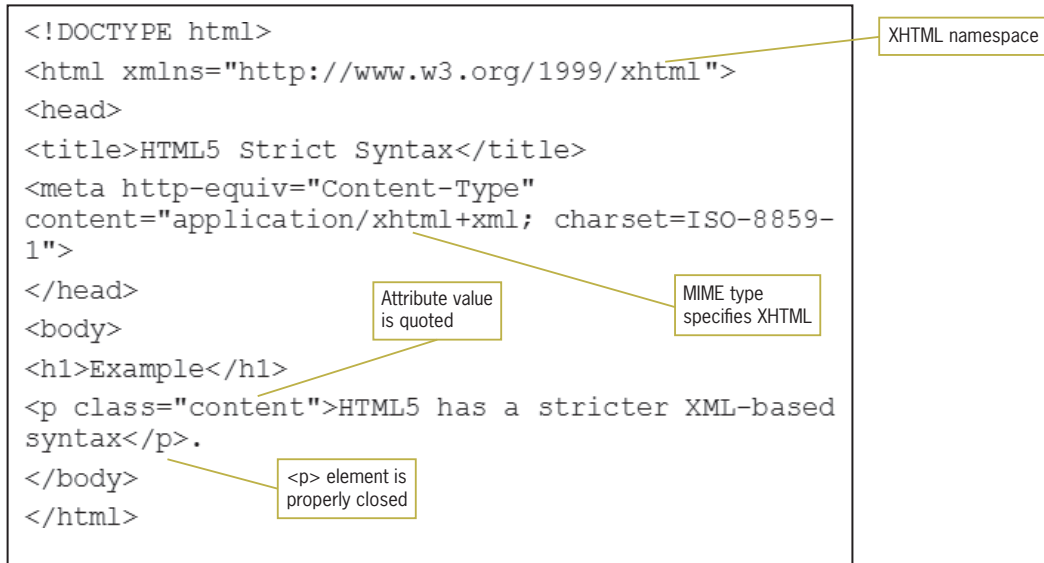 <!DOCTYPE html>
XHTML namespace
<html xmlns="http://www.w3.org/1999/xhtml">
<head>
<title>HTML5 Strict Syntax</title>
<meta http-equiv="Content-Type"
content="application/xhtml+xml; charset=ISO-8859-
1">
</head>
Attribute value
is quoted
MIME type
specifies XHTML
<body>
<h1>Example</h1>
<p class="content">HTML5 has a stricter XML-based
syntax</p>.
</body>
<p> element is
properly closed
</html>